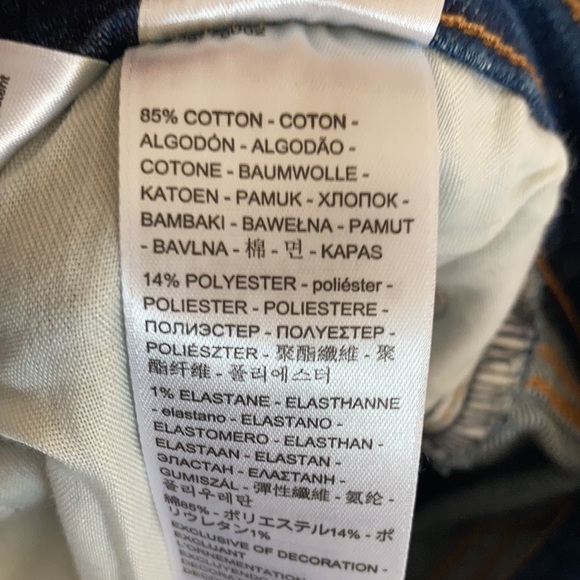 85% COTTON - COTON -
ALGODÓN - ALGODÃO -
COTONE - BAUMWOLLE -
KATOEN - PAMUK - ХЛОПОК -
BAMBAKI - BAWEŁNA - PAMUT
- BAVLNA - 棉 - 면 - KAPAS
14% POLYESTER - poliéster -
POLIESTER - POLIESTERE -
ПОЛИЭСТЕР - ΠΟΛΥΕΣΤΕΡ -
POLIÉSZTER - 聚酯纖維 - 聚
酯纤维 - 폴리에스터
1% ELASTANE - ELASTHANNE
- elastano - ELASTANO -
ELASTOMERO - ELASTHAN -
ELASTAAN - ELASTAN -
ЭЛАСТАН - ΕΛΑΣΤΑΝΗ -
GUMISZÁL - 彈性纖維 - 氨纶 -
폴리우레탄
綿85% - ポリエステル14% - ポ
リウレタン1%
EXCLUSIVE OF DECORATION -
EXCLUANT
L'ORNEMENTATION
EXCLUYENDO